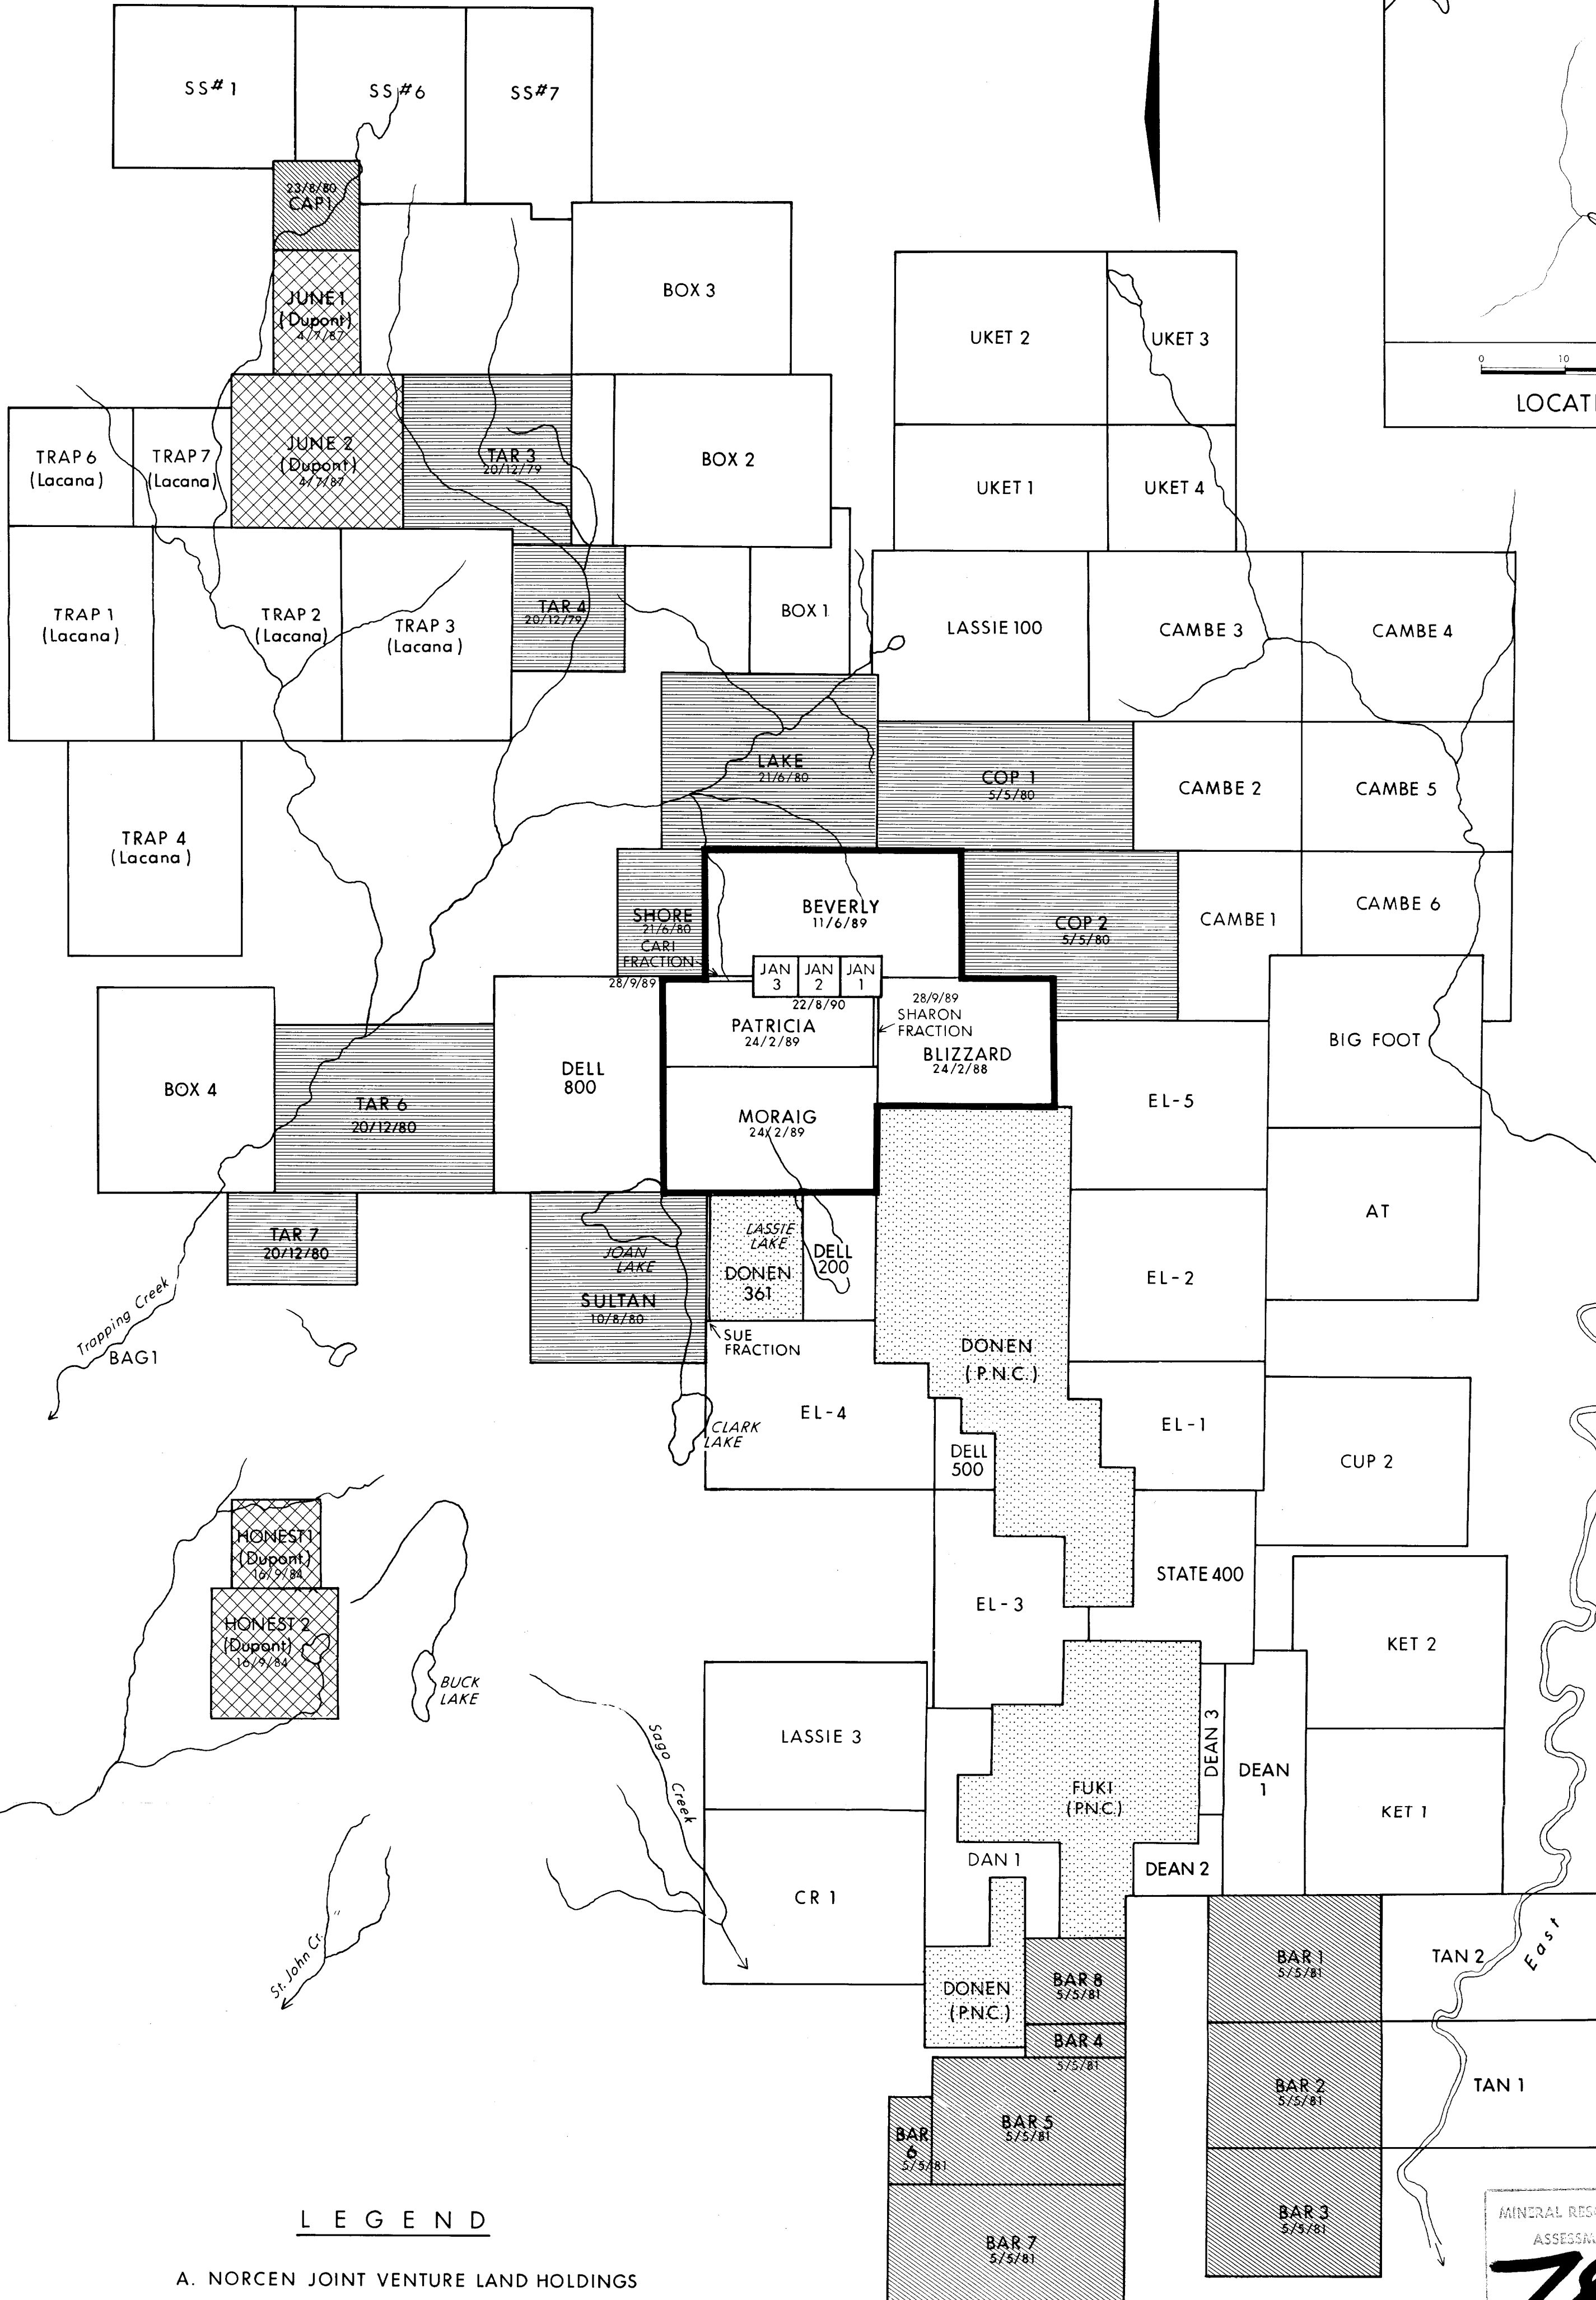 SS#1
SS#6
SS#7
23/8/80
CAP 1
JUNE 1
(Dupont)
4/7/87
BOX 3
UKET 2
UKET 3
0 10
LOCATI
TRAP 6
(Lacana)
TRAP 7
(Lacana)
JUNE 2
(Dupont)
4/7/87
TAR 3
20/12/79
BOX 2
UKET 1
UKET 4
TRAP 1
(Lacana)
TRAP 2
(Lacana)
TRAP 3
(Lacana)
TAR 4
20/12/79
BOX 1
LASSIE 100
CAMBE 3
CAMBE 4
LAKE
21/6/80
COP 1
5/5/80
CAMBE 2
CAMBE 5
TRAP 4
(Lacana)
SHORE
21/6/80
CARI
FRACTION
28/9/89
BEVERLY
11/6/89
COP 2
5/5/80
CAMBE 1
CAMBE 6
JAN
3
JAN
2
JAN
1
22/8/90
PATRICIA
24/2/89
28/9/89
SHARON
FRACTION
BLIZZARD
24/2/88
BIG FOOT
BOX 4
TAR 6
20/12/80
DELL
800
MORAIG
24/2/89
EL-5
AT
TAR 7
20/12/80
JOAN
LAKE
SULTAN
10/8/80
LASSIE
LAKE
DONEN
361
DELL
200
EL-2
Trapping Creek
BAG1
SUE
FRACTION
DONEN
(P.N.C.)
EL-4
CLARK
LAKE
DELL
500
EL-1
CUP 2
HONEST 1
(Dupont)
16/9/84
HONEST 2
(Dupont)
16/9/84
BUCK
LAKE
EL-3
STATE 400
KET 2
Sago Creek
LASSIE 3
DEAN 3
DEAN
1
FUKI
(P.N.C.)
KET 1
DAN 1
DEAN 2
CR 1
St. John Cr.
DONEN
(P.N.C.)
BAR 8
5/5/81
BAR 1
5/5/81
TAN 2
East
BAR 4
5/5/81
BAR 2
5/5/81
TAN 1
BAR 5
5/5/81
BAR
6
5/5/81
BAR 3
5/5/81
BAR 7
5/5/81
LEGEND
A. NORCEN JOINT VENTURE LAND HOLDINGS
MINERAL RES
ASSESSM